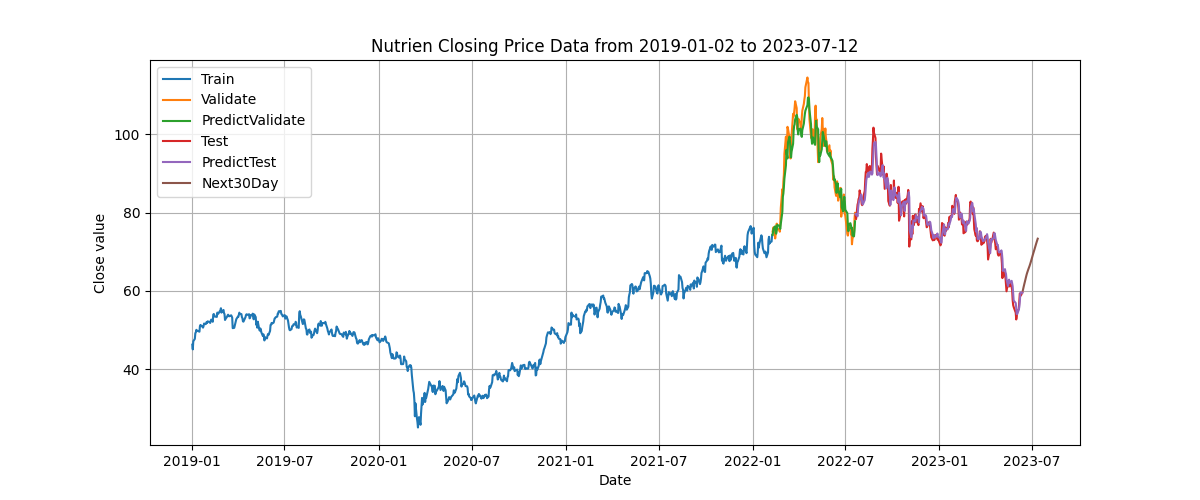 Nutrien Closing Price Data from 2019-01-02 to 2023-07-12
Train
Validate
PredictValidate
Test
PredictTest
Next30Day
Close value
100
80
60
40
2019-01 2019-07 2020-01 2020-07 2021-01 2021-07 2022-01 2022-07 2023-01 2023-07
Date